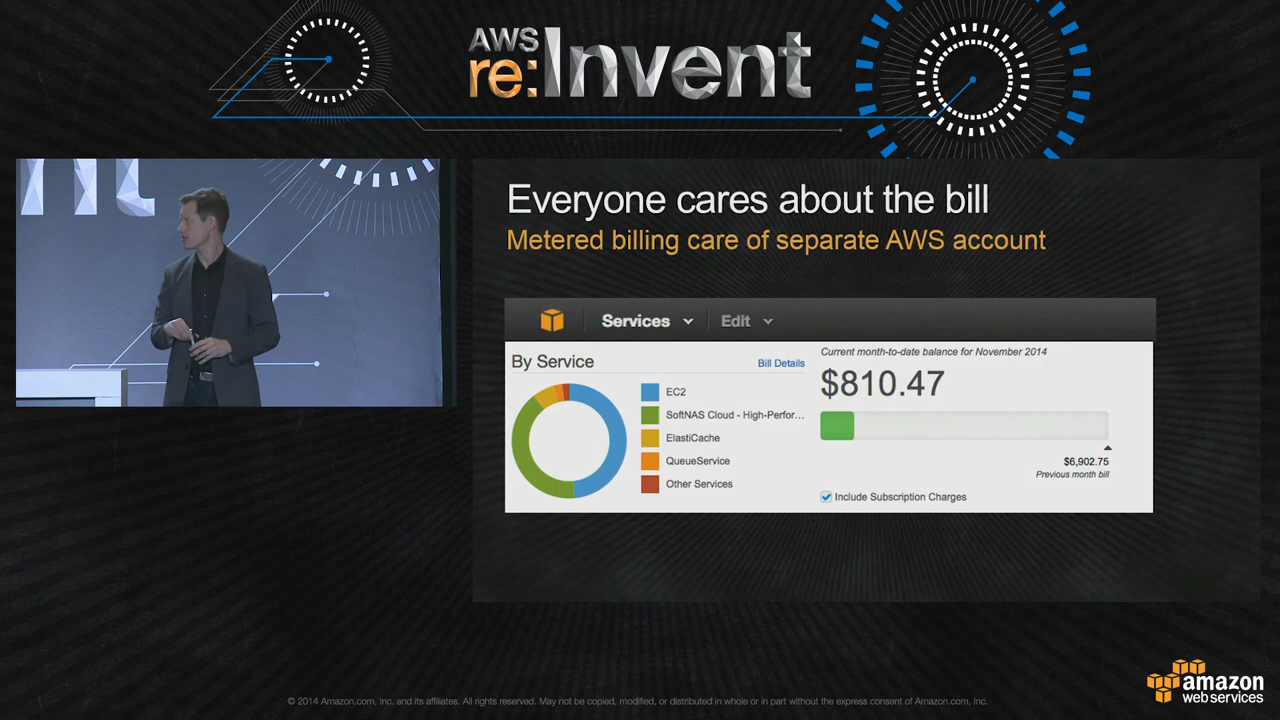 AWS
re:Invent
Everyone cares about the bill
Metered billing care of separate AWS account
Services
Edit
By Service
Bill Details
EC2
SoftNAS Cloud - High-Perfor...
ElastiCache
QueueService
Other Services
Current month-to-date balance for November 2014
$810.47
$6,902.75
Previous month bill
Include Subscription Charges
© 2014 Amazon.com, Inc. and its affiliates. All rights reserved. May not be copied, modified, or distributed in whole or in part without the express consent of Amazon.com, Inc.
amazon
web services